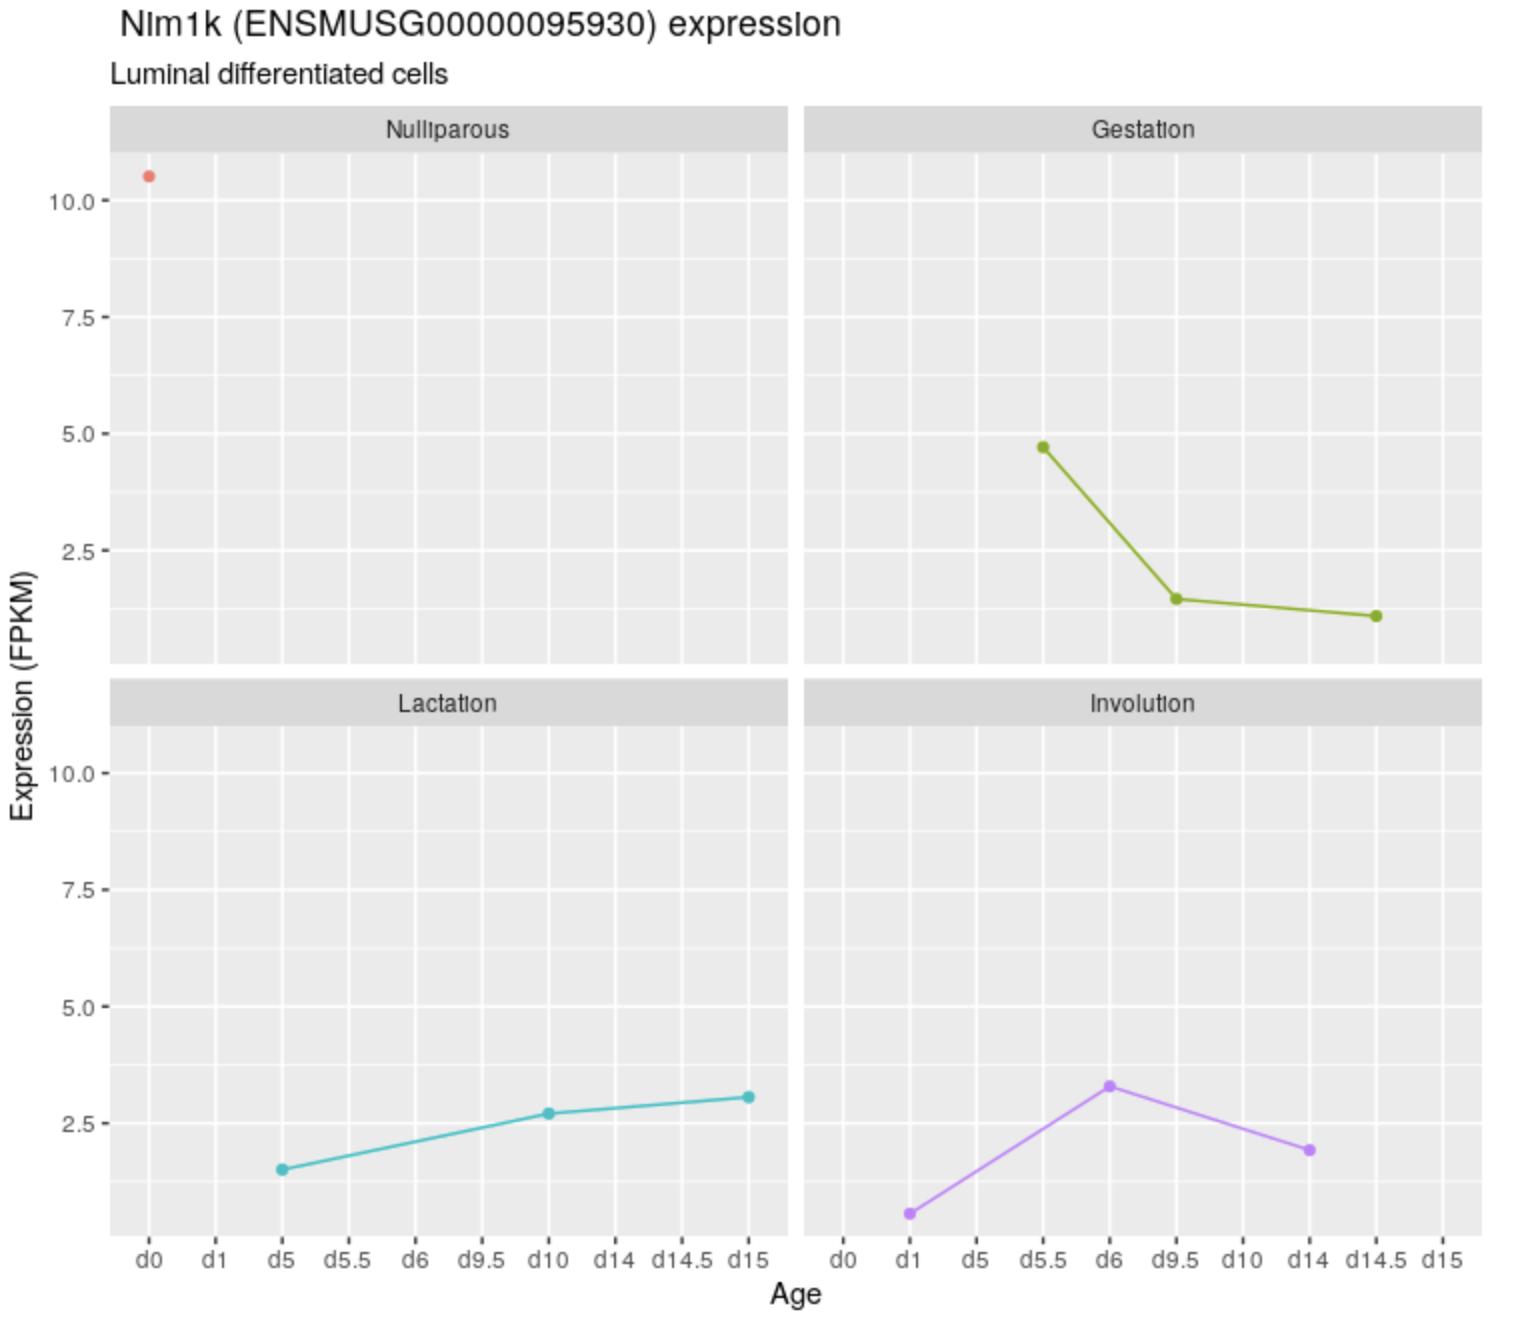 Nim1k (ENSMUSG00000095930) expression
Luminal differentiated cells
Nulliparous
Gestation
10.0
7.5
5.0
2.5
Expression (FPKM)
Lactation
Involution
10.0
7.5
5.0
2.5
d0 d1 d5 d5.5 d6 d9.5 d10 d14 d14.5 d15
d0 d1 d5 d5.5 d6 d9.5 d10 d14 d14.5 d15
Age